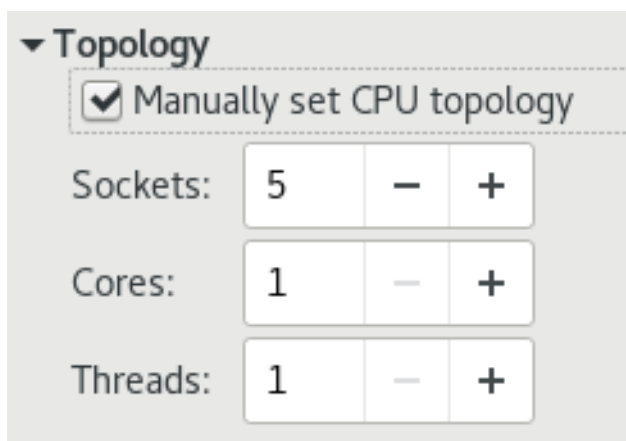 Topology
Manually set CPU topology
Sockets: 5 − +
Cores: 1 − +
Threads: 1 − +